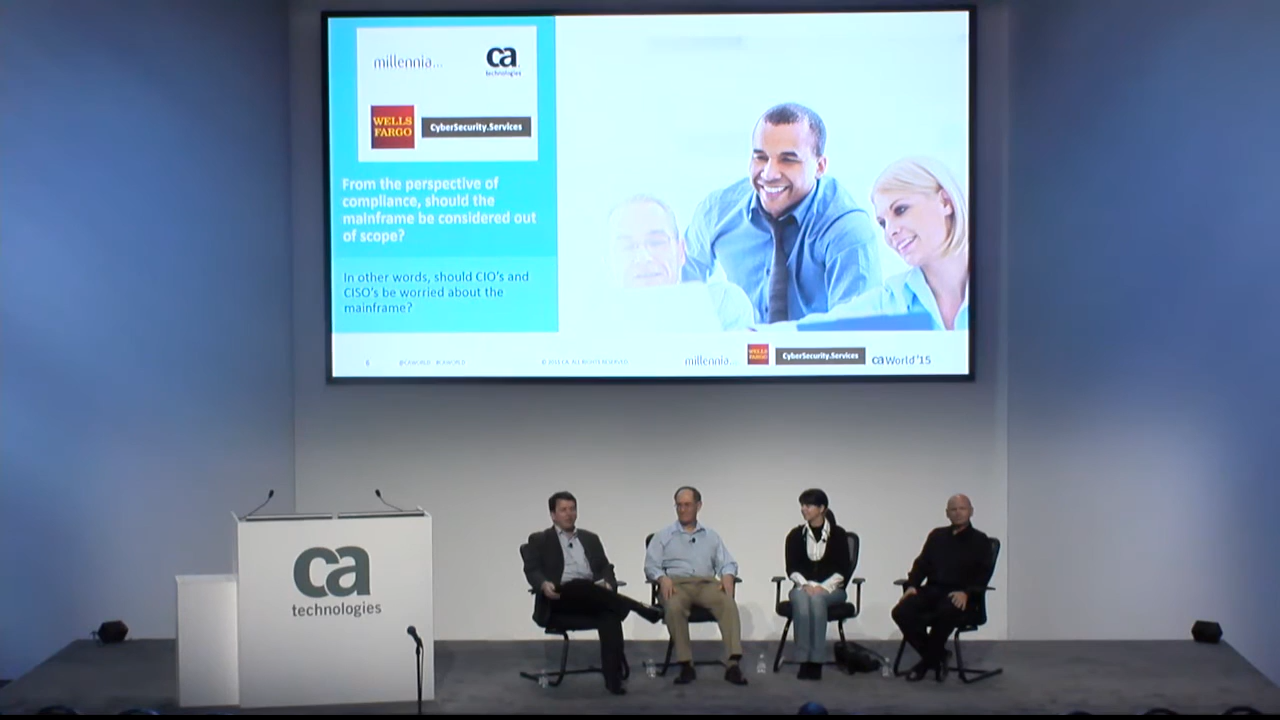 millennia...
ca
technologies
WELLS
FARGO
CyberSecurity.Services
From the perspective of
compliance, should the
mainframe be considered out
of scope?
In other words, should CIO's and
CISO's be worried about the
mainframe?
millennia...
WELLS
FARGO
CyberSecurity.Services
ca World '15
ca
technologies